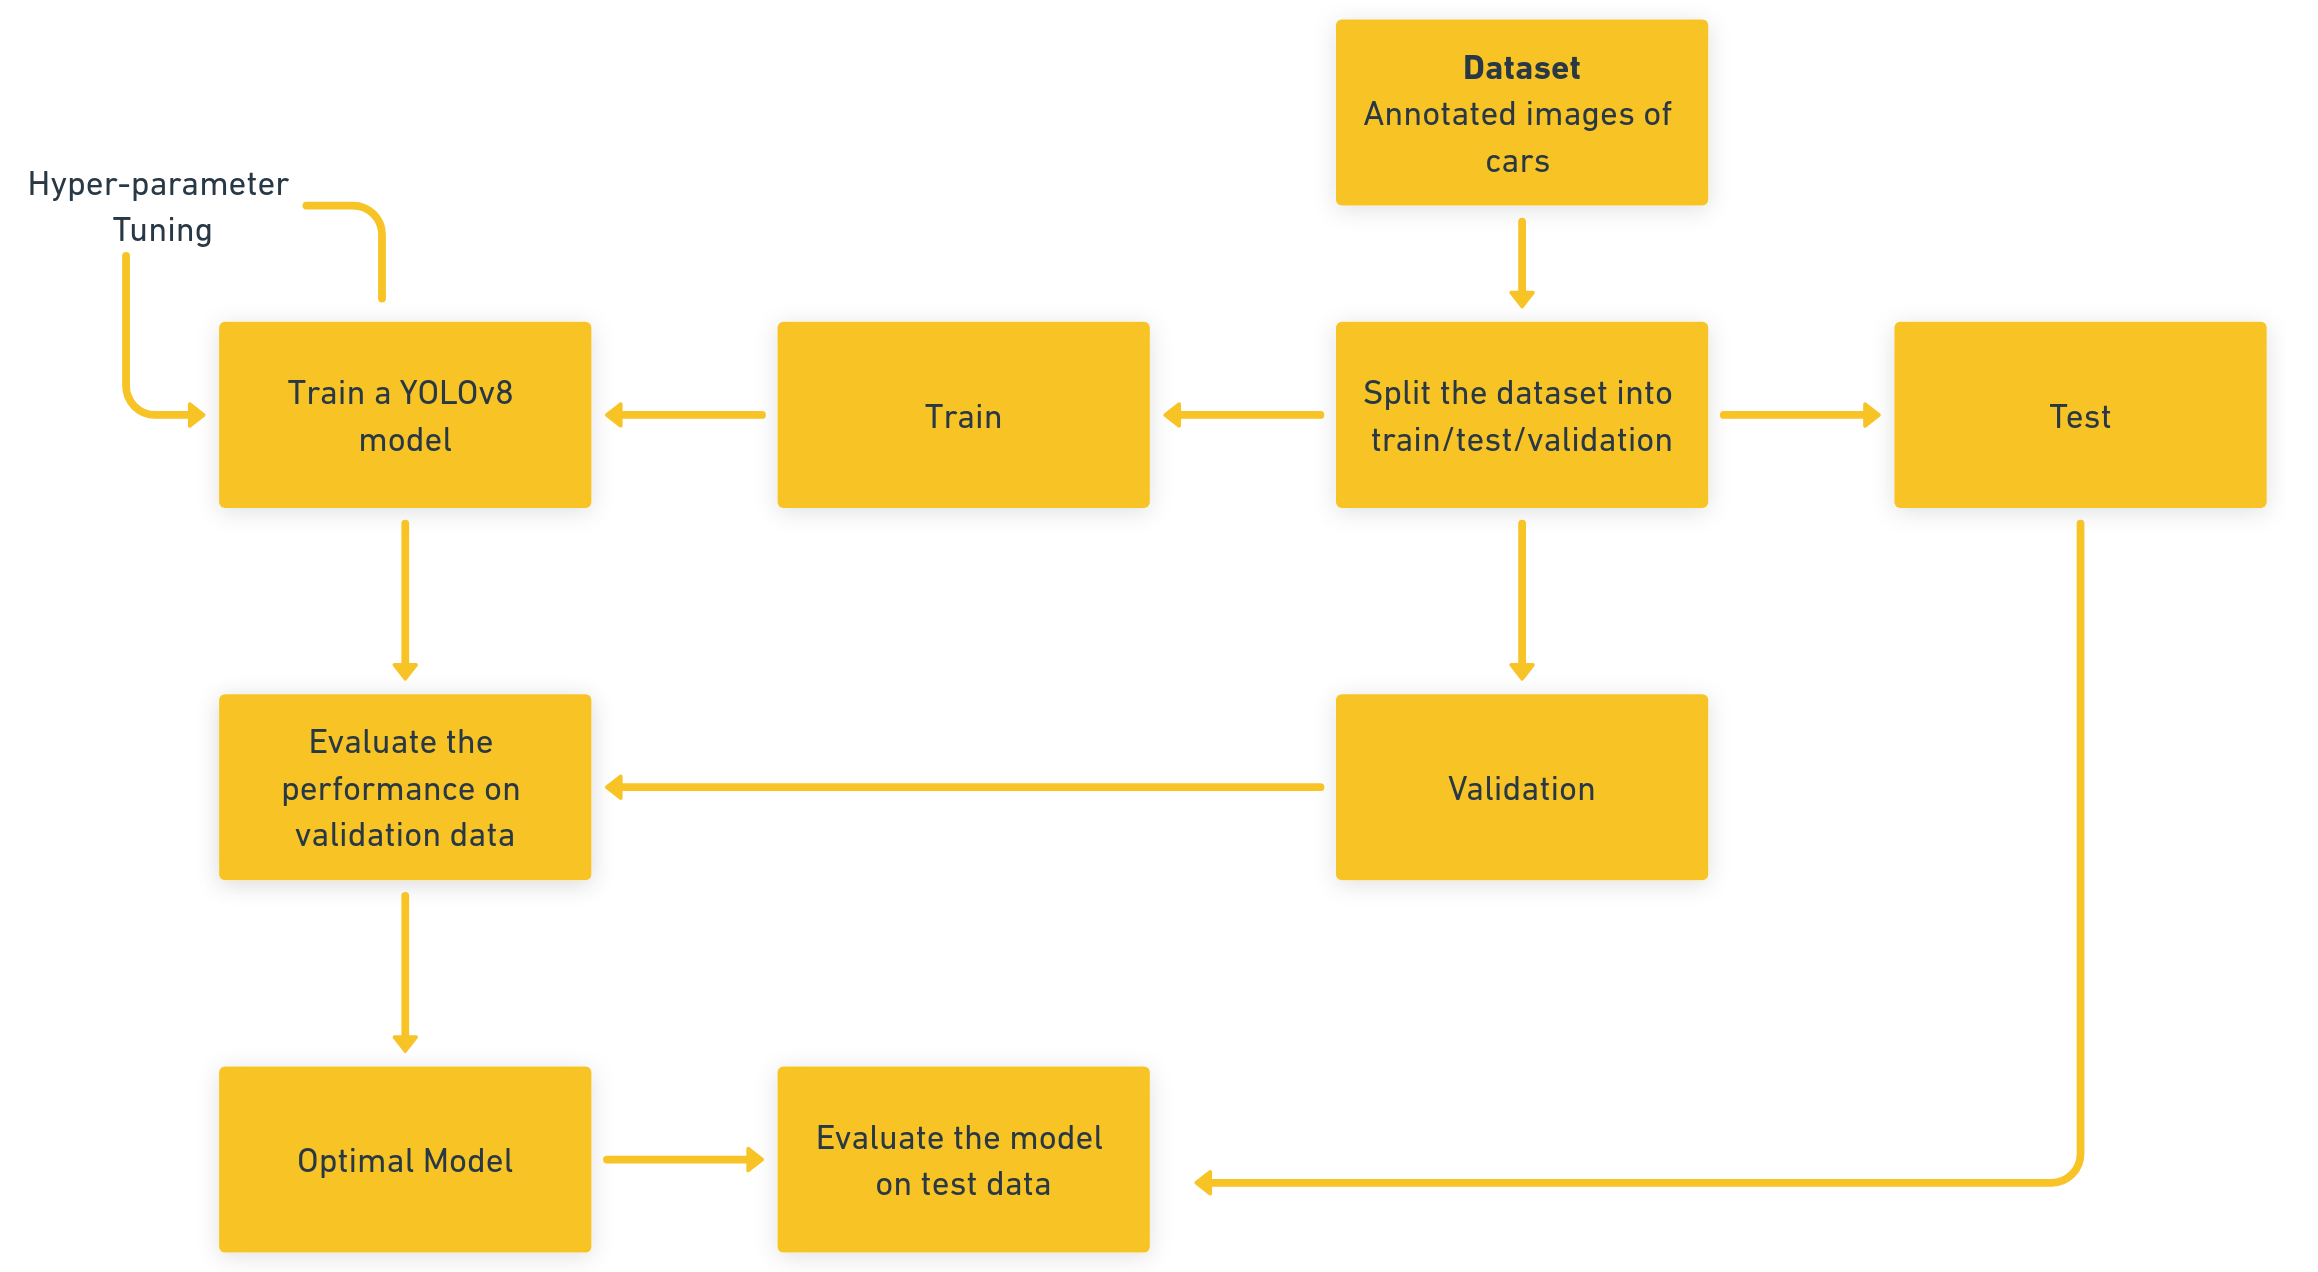 Dataset
Annotated images of
cars
Hyper-parameter
Tuning
Train a YOLOv8
model
Train
Split the dataset into
train/test/validation
Test
Evaluate the
performance on
validation data
Validation
Optimal Model
Evaluate the model
on test data